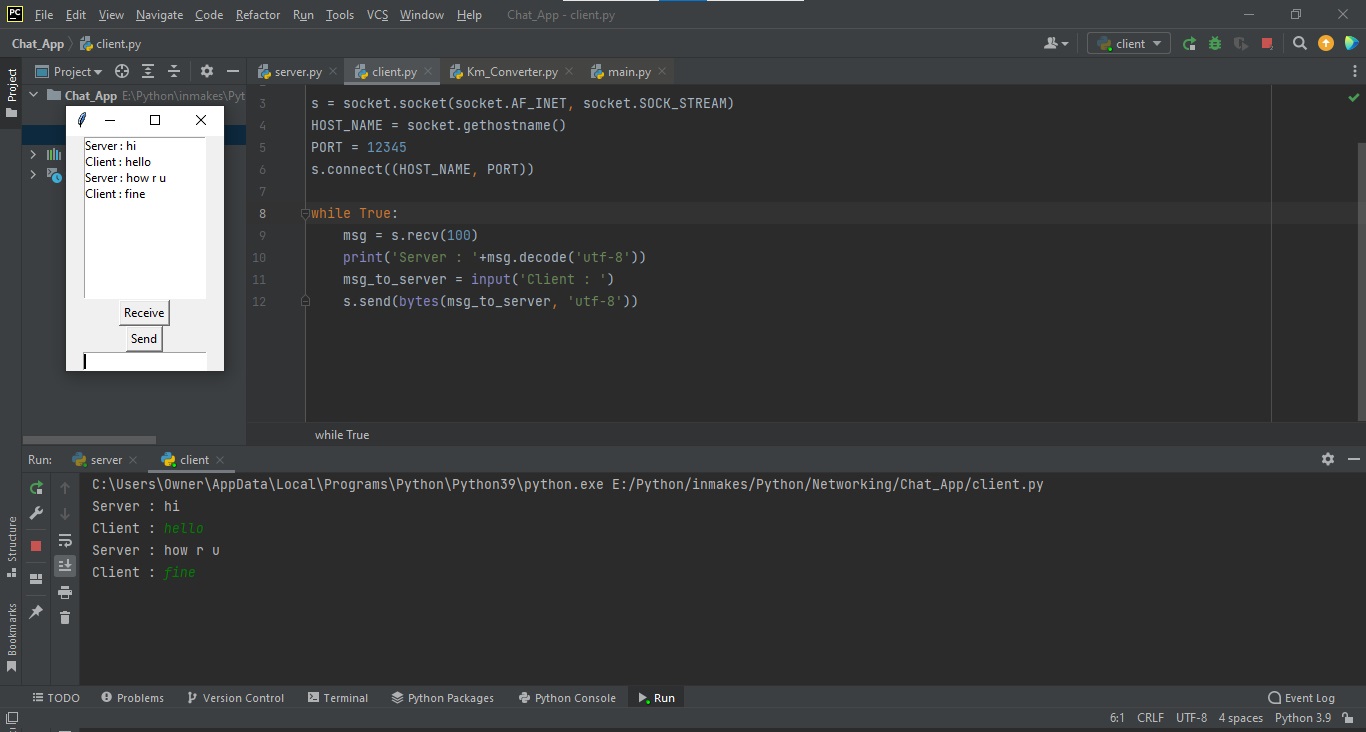 PC File Edit View Navigate Code Refactor Run Tools VCS Window Help Chat_App - client.py
Chat_App client.py client
Project server.py client.py Km_Converter.py main.py
Project
Chat_App E:\Python\inmakes\Pyt
Server : hi
Client : hello
Server : how r u
Client : fine
Receive
Send
3 s = socket.socket(socket.AF_INET, socket.SOCK_STREAM)
4 HOST_NAME = socket.gethostname()
5 PORT = 12345
6 s.connect((HOST_NAME, PORT))
7
8 while True:
9 msg = s.recv(100)
10 print('Server : '+msg.decode('utf-8'))
11 msg_to_server = input('Client : ')
12 s.send(bytes(msg_to_server, 'utf-8'))
while True
Run: server client
C:\Users\Owner\AppData\Local\Programs\Python\Python39\python.exe E:/Python/inmakes/Python/Networking/Chat_App/client.py
Server : hi
Client : hello
Server : how r u
Client : fine
Structure
Bookmarks
TODO Problems Version Control Terminal Python Packages Python Console Run Event Log
6:1 CRLF UTF-8 4 spaces Python 3.9